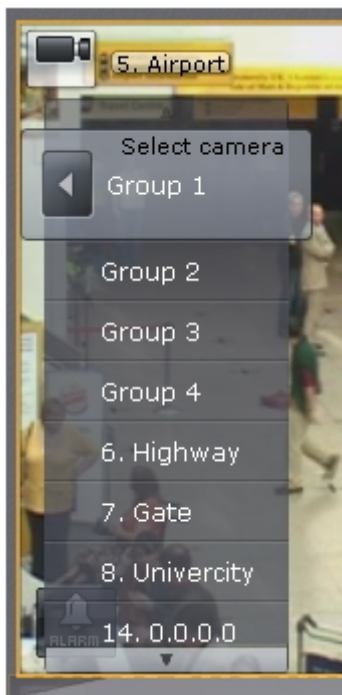 5. Airport
Select camera
Group 1
Group 2
Group 3
Group 4
6. Highway
7. Gate
8. Univercity
ALARM
14. 0.0.0.0